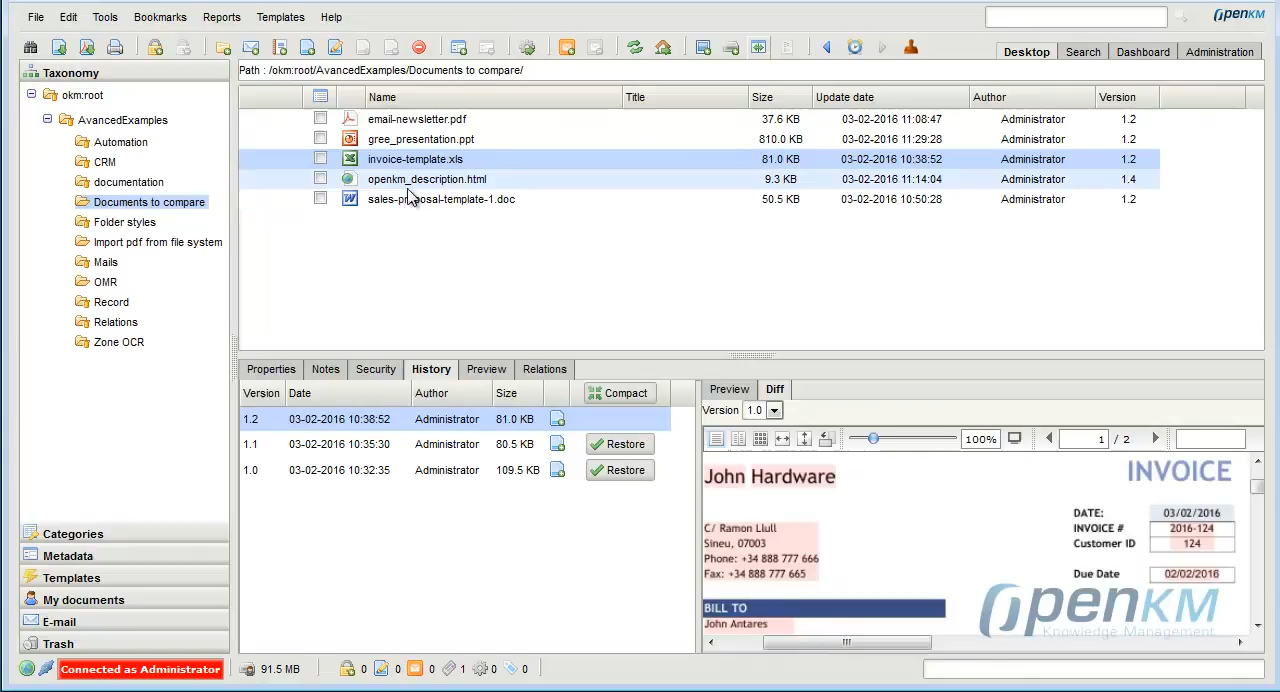 File Edit Tools Bookmarks Reports Templates Help
OpenKM
Desktop Search Dashboard Administration
Taxonomy
Path : /okm:root/AvancedExamples/Documents to compare/
okm:root
AvancedExamples
Automation
CRM
documentation
Documents to compare
Folder styles
Import pdf from file system
Mails
OMR
Record
Relations
Zone OCR
Name Title Size Update date Author Version
email-newsletter.pdf 37.6 KB 03-02-2016 11:08:47 Administrator 1.2
gree_presentation.ppt 810.0 KB 03-02-2016 11:29:28 Administrator 1.2
invoice-template.xls 81.0 KB 03-02-2016 10:38:52 Administrator 1.2
openkm_description.html 9.3 KB 03-02-2016 11:14:04 Administrator 1.4
sales-proposal-template-1.doc 50.5 KB 03-02-2016 10:50:28 Administrator 1.2
Properties Notes Security History Preview Relations
Version Date Author Size Compact
1.2 03-02-2016 10:38:52 Administrator 81.0 KB
1.1 03-02-2016 10:35:30 Administrator 80.5 KB Restore
1.0 03-02-2016 10:32:35 Administrator 109.5 KB Restore
Preview Diff
Version 1.0
100% 1 / 2
John Hardware
INVOICE
C/ Ramon Llull
Sineu, 07003
Phone: +34 888 777 666
Fax: +34 888 777 665
DATE: 03/02/2016
INVOICE # 2016-124
Customer ID 124
Due Date 02/02/2016
BILL TO
John Antares
OpenKM
Knowledge Management
Categories
Metadata
Templates
My documents
E-mail
Trash
Connected as Administrator 91.5 MB 0 0 0 1 0 0